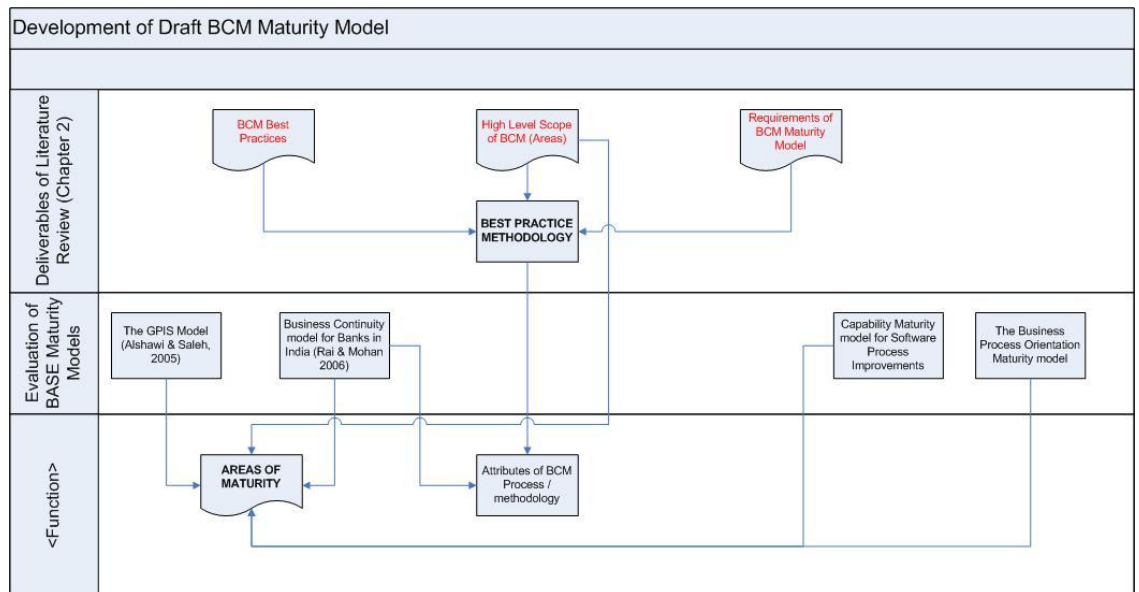 Development of Draft BCM Maturity Model
Deliverables of Literature
Review (Chapter 2)
BCM Best
Practices
High Level Scope
of BCM (Areas)
Requirements of
BCM Maturity
Model
BEST PRACTICE
METHODOLOGY
Evaluation of
BASE Maturity
Models
The GPIS Model
(Alshawi & Saleh,
2005)
Business Continuity
model for Banks in
India (Rai & Mohan
2006)
Capability Maturity
model for Software
Process
Improvements
The Business
Process Orientation
Maturity model
<Function>
AREAS OF
MATURITY
Attributes of BCM
Process /
methodology